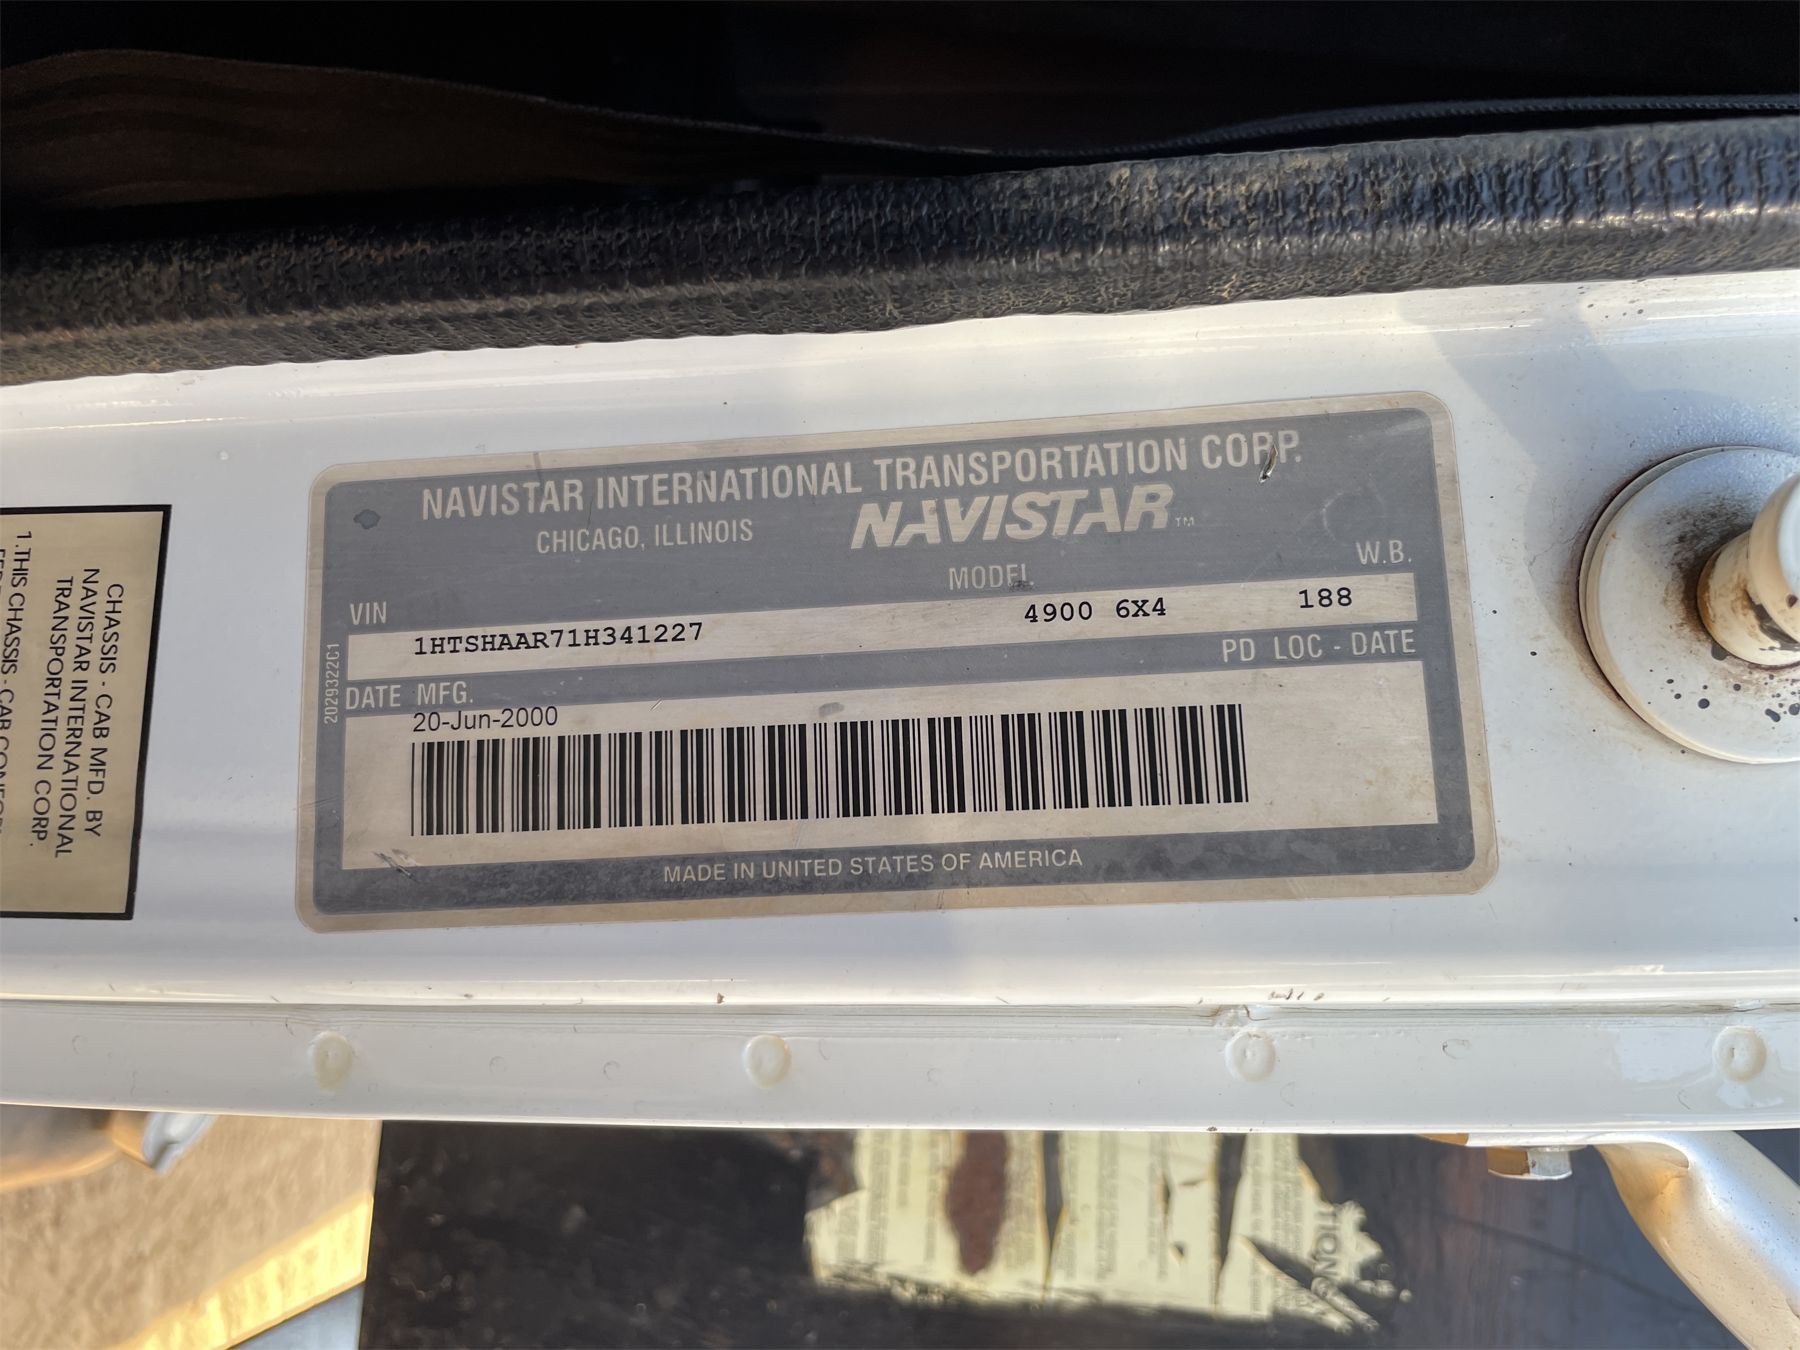 NAVISTAR INTERNATIONAL TRANSPORTATION CORP.
CHICAGO, ILLINOIS
NAVISTAR™
MODEL
W.B.
VIN
1HTSHAAR71H341227 4900 6X4 188
DATE MFG.
PD LOC - DATE
20-Jun-2000
2029322C1
MADE IN UNITED STATES OF AMERICA
CHASSIS - CAB MFD. BY
NAVISTAR INTERNATIONAL
TRANSPORTATION CORP.
1. THIS CHASSIS - CAB